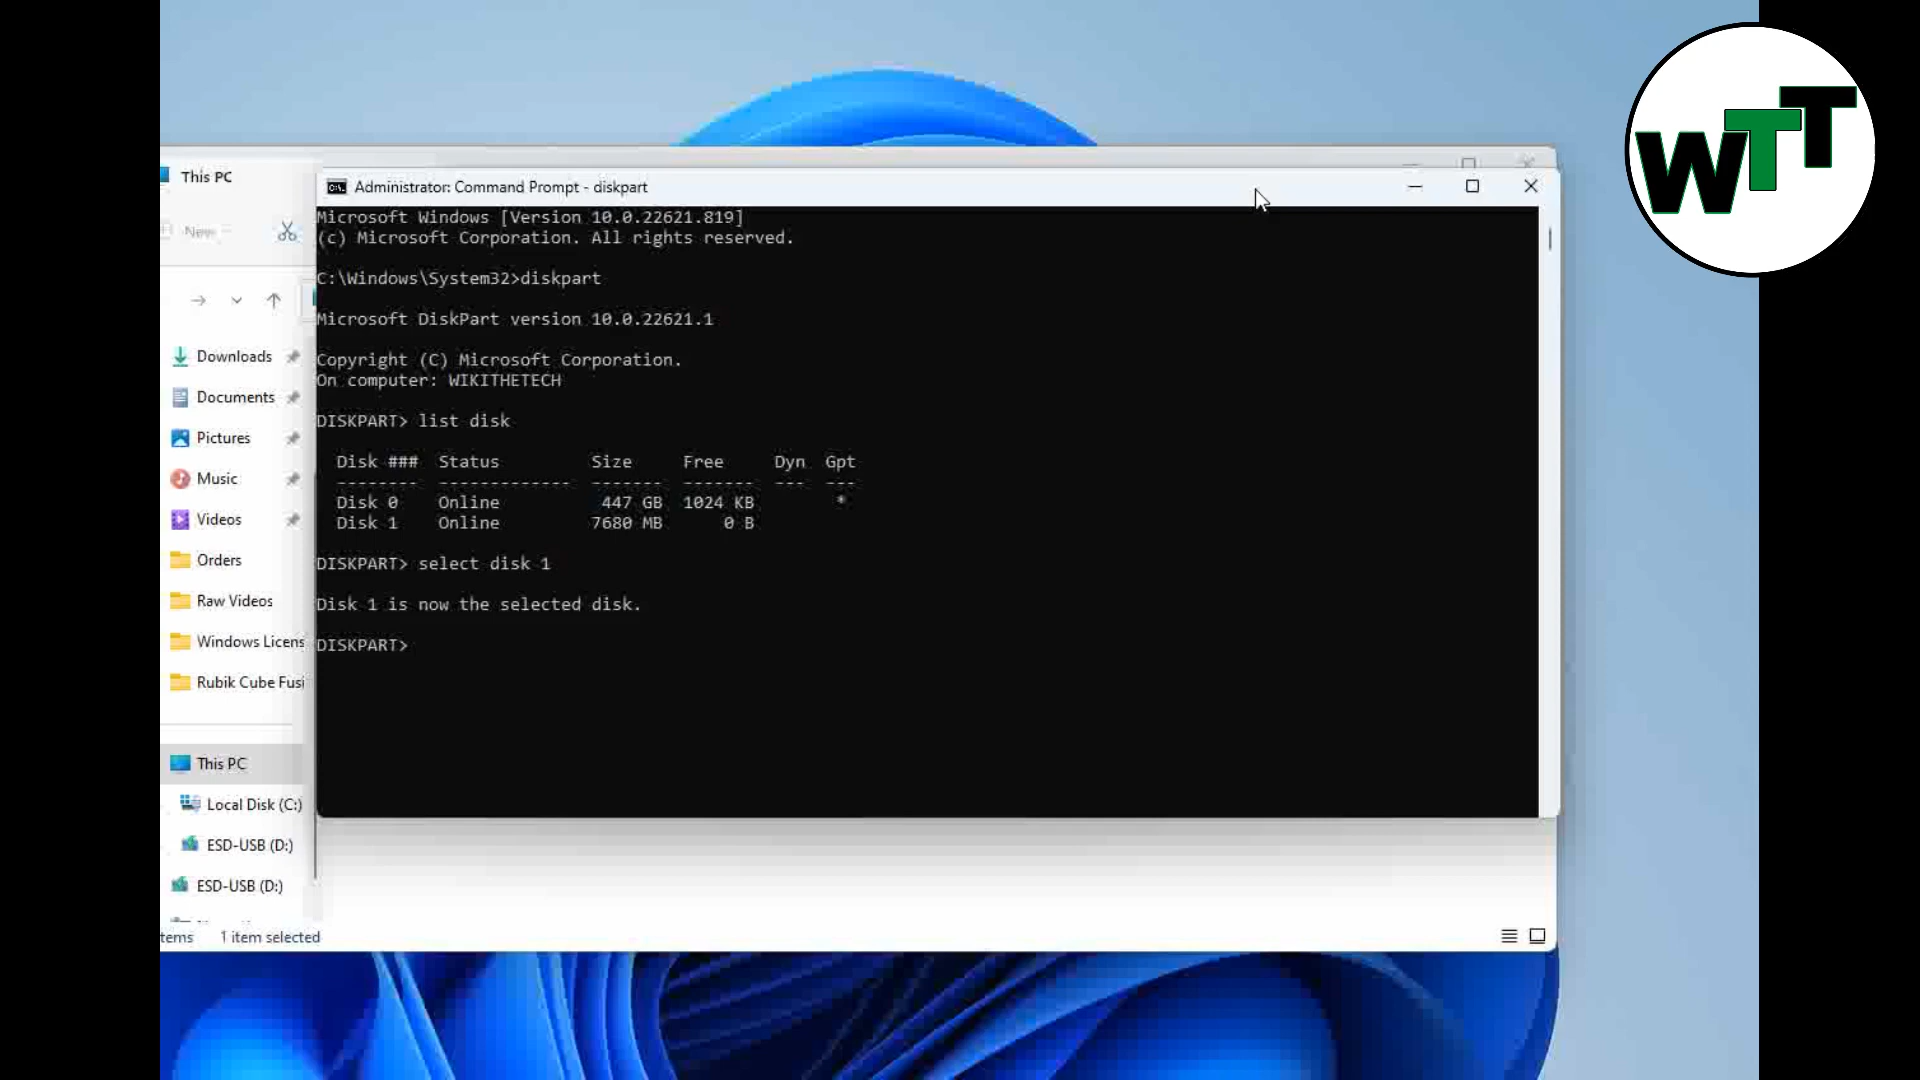 WTT
This PC
New
Administrator: Command Prompt - diskpart
Microsoft Windows [Version 10.0.22621.819]
(c) Microsoft Corporation. All rights reserved.
C:\Windows\System32>diskpart
Microsoft DiskPart version 10.0.22621.1
Copyright (C) Microsoft Corporation.
On computer: WIKITHETECH
DISKPART> list disk
Disk ### Status Size Free Dyn Gpt
-------- ------------- ------- ------- --- ---
Disk 0 Online 447 GB 1024 KB *
Disk 1 Online 7680 MB 0 B
DISKPART> select disk 1
Disk 1 is now the selected disk.
DISKPART>
Downloads
Documents
Pictures
Music
Videos
Orders
Raw Videos
Windows Licens
Rubik Cube Fusi
This PC
Local Disk (C:)
ESD-USB (D:)
ESD-USB (D:)
tems 1 item selected